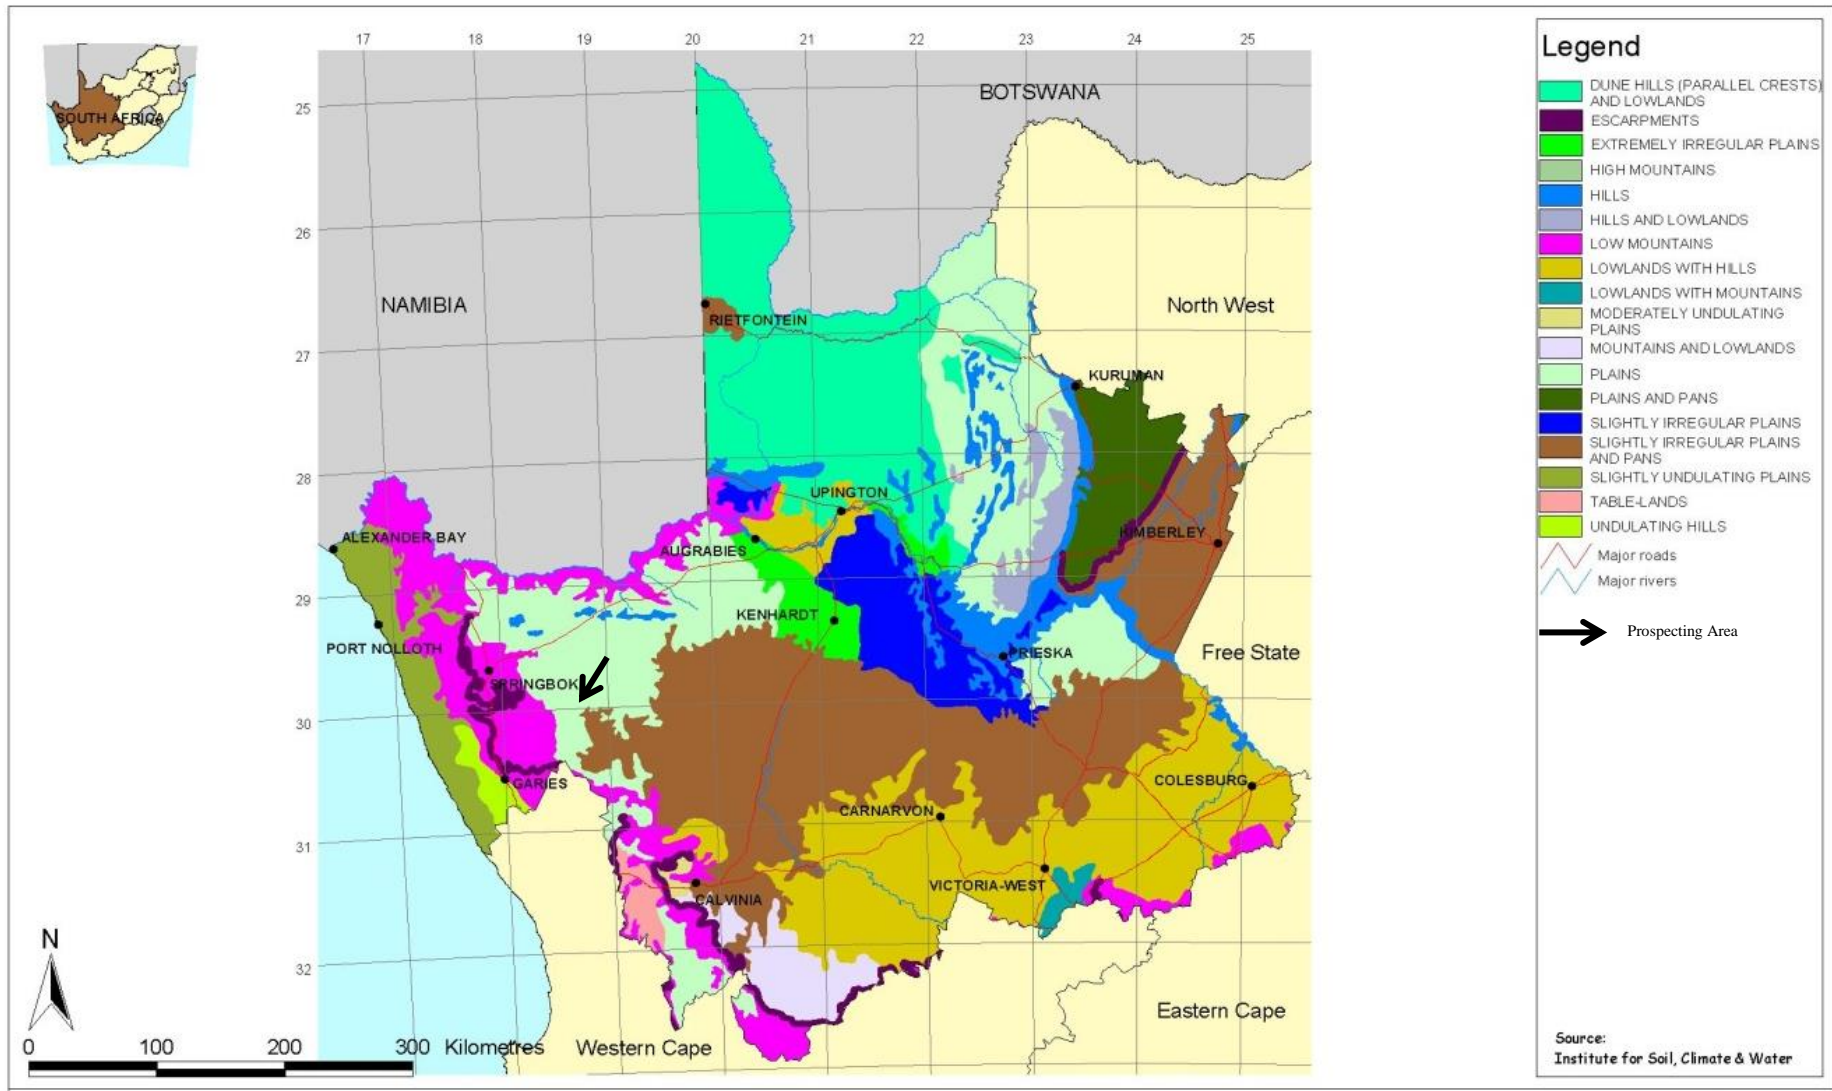 17 18 19 20 21 22 23 24 25
SOUTH AFRICA
25
26
27
28
29
30
31
32
BOTSWANA
NAMIBIA
North West
RIETFONTEIN
KURUMAN
UPINGTON
ALEXANDER BAY
AUGRABIES
KIMBERLEY
KENHARDT
PORT NOLLOTH
PRIESKA
Free State
SPRINGBOK
GARIES
COLESBURG
CARNARVON
VICTORIA-WEST
CALVINIA
Eastern Cape
Western Cape
N
0 100 200 300 Kilometres
Legend
DUNE HILLS (PARALLEL CRESTS)
AND LOWLANDS
ESCARPMENTS
EXTREMELY IRREGULAR PLAINS
HIGH MOUNTAINS
HILLS
HILLS AND LOWLANDS
LOW MOUNTAINS
LOWLANDS WITH HILLS
LOWLANDS WITH MOUNTAINS
MODERATELY UNDULATING
PLAINS
MOUNTAINS AND LOWLANDS
PLAINS
PLAINS AND PANS
SLIGHTLY IRREGULAR PLAINS
SLIGHTLY IRREGULAR PLAINS
AND PANS
SLIGHTLY UNDULATING PLAINS
TABLE-LANDS
UNDULATING HILLS
Major roads
Major rivers
Prospecting Area
Source:
Institute for Soil, Climate & Water